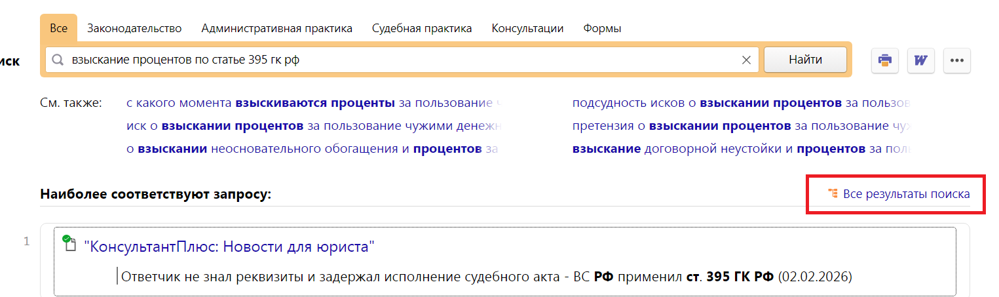 Все Законодательство Административная практика Судебная практика Консультации Формы
иск взыскание процентов по статье 395 гк рф Найти W
См. также: с какого момента взыскиваются проценты за пользование подсудность исков о взыскании процентов за пользов
иск о взыскании процентов за пользование чужими денежн претензия о взыскании процентов за пользование чуж
о взыскании неосновательного обогащения и процентов за взыскание договорной неустойки и процентов за поль
Наиболее соответствуют запросу: Все результаты поиска
1 "КонсультантПлюс: Новости для юриста"
Ответчик не знал реквизиты и задержал исполнение судебного акта - ВС РФ применил ст. 395 ГК РФ (02.02.2026)